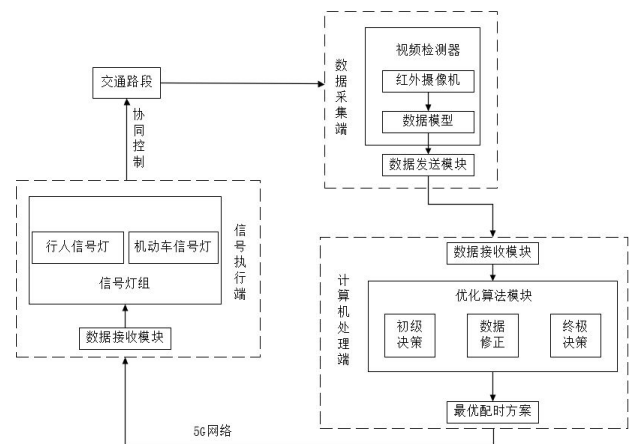 交通路段
协同控制
数据采集端
视频检测器
红外摄像机
数据模型
数据发送模块
信号执行端
行人信号灯
机动车信号灯
信号灯组
数据接收模块
计算机处理端
数据接收模块
优化算法模块
初级
决策
数据
修正
终极
决策
最优配时方案
5G网络